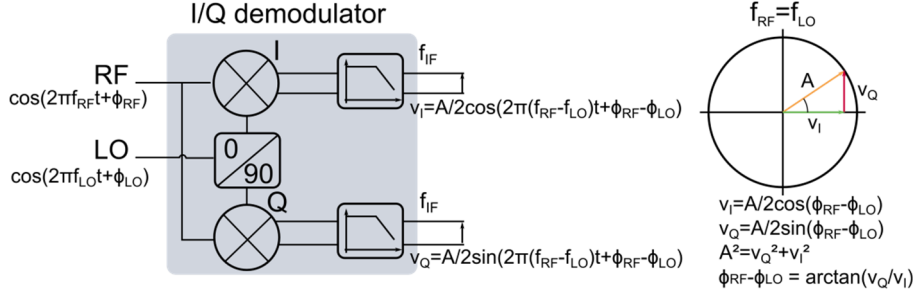 I/Q demodulator
RF
cos(2πf_RFt+ϕ_RF)
LO
cos(2πf_LOt+ϕ_LO)
I
0
90
Q
f_IF
v_I=A/2cos(2π(f_RF-f_LO)t+ϕ_RF-ϕ_LO)
f_IF
v_Q=A/2sin(2π(f_RF-f_LO)t+ϕ_RF-ϕ_LO)
f_RF=f_LO
A
v_Q
v_I
v_I=A/2cos(ϕ_RF-ϕ_LO)
v_Q=A/2sin(ϕ_RF-ϕ_LO)
A²=v_Q²+v_I²
ϕRF-ϕLO = arctan(v_Q/v_I)